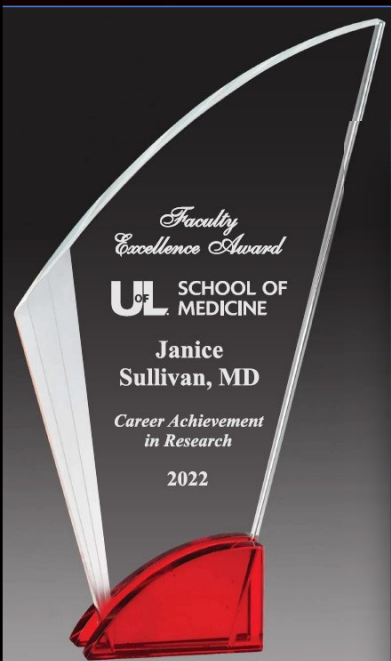 Faculty
Excellence Award
UOFL SCHOOL OF
MEDICINE
Janice
Sullivan, MD
Career Achievement
in Research
2022